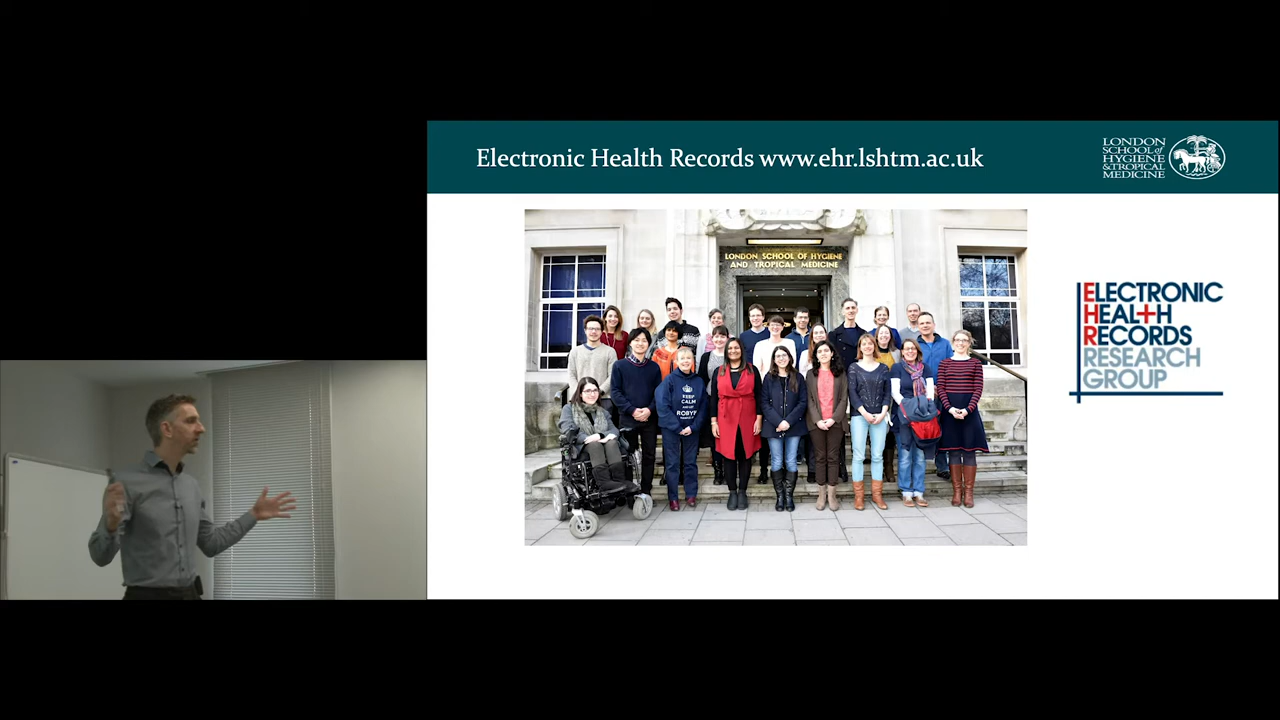 Electronic Health Records www.ehr.lshtm.ac.uk
LONDON
SCHOOL of
HYGIENE
& TROPICAL
MEDICINE
LONDON SCHOOL OF HYGIENE
AND TROPICAL MEDICINE
ELECTRONIC
HEALTH
RECORDS
RESEARCH
GROUP
KEEP
CALM